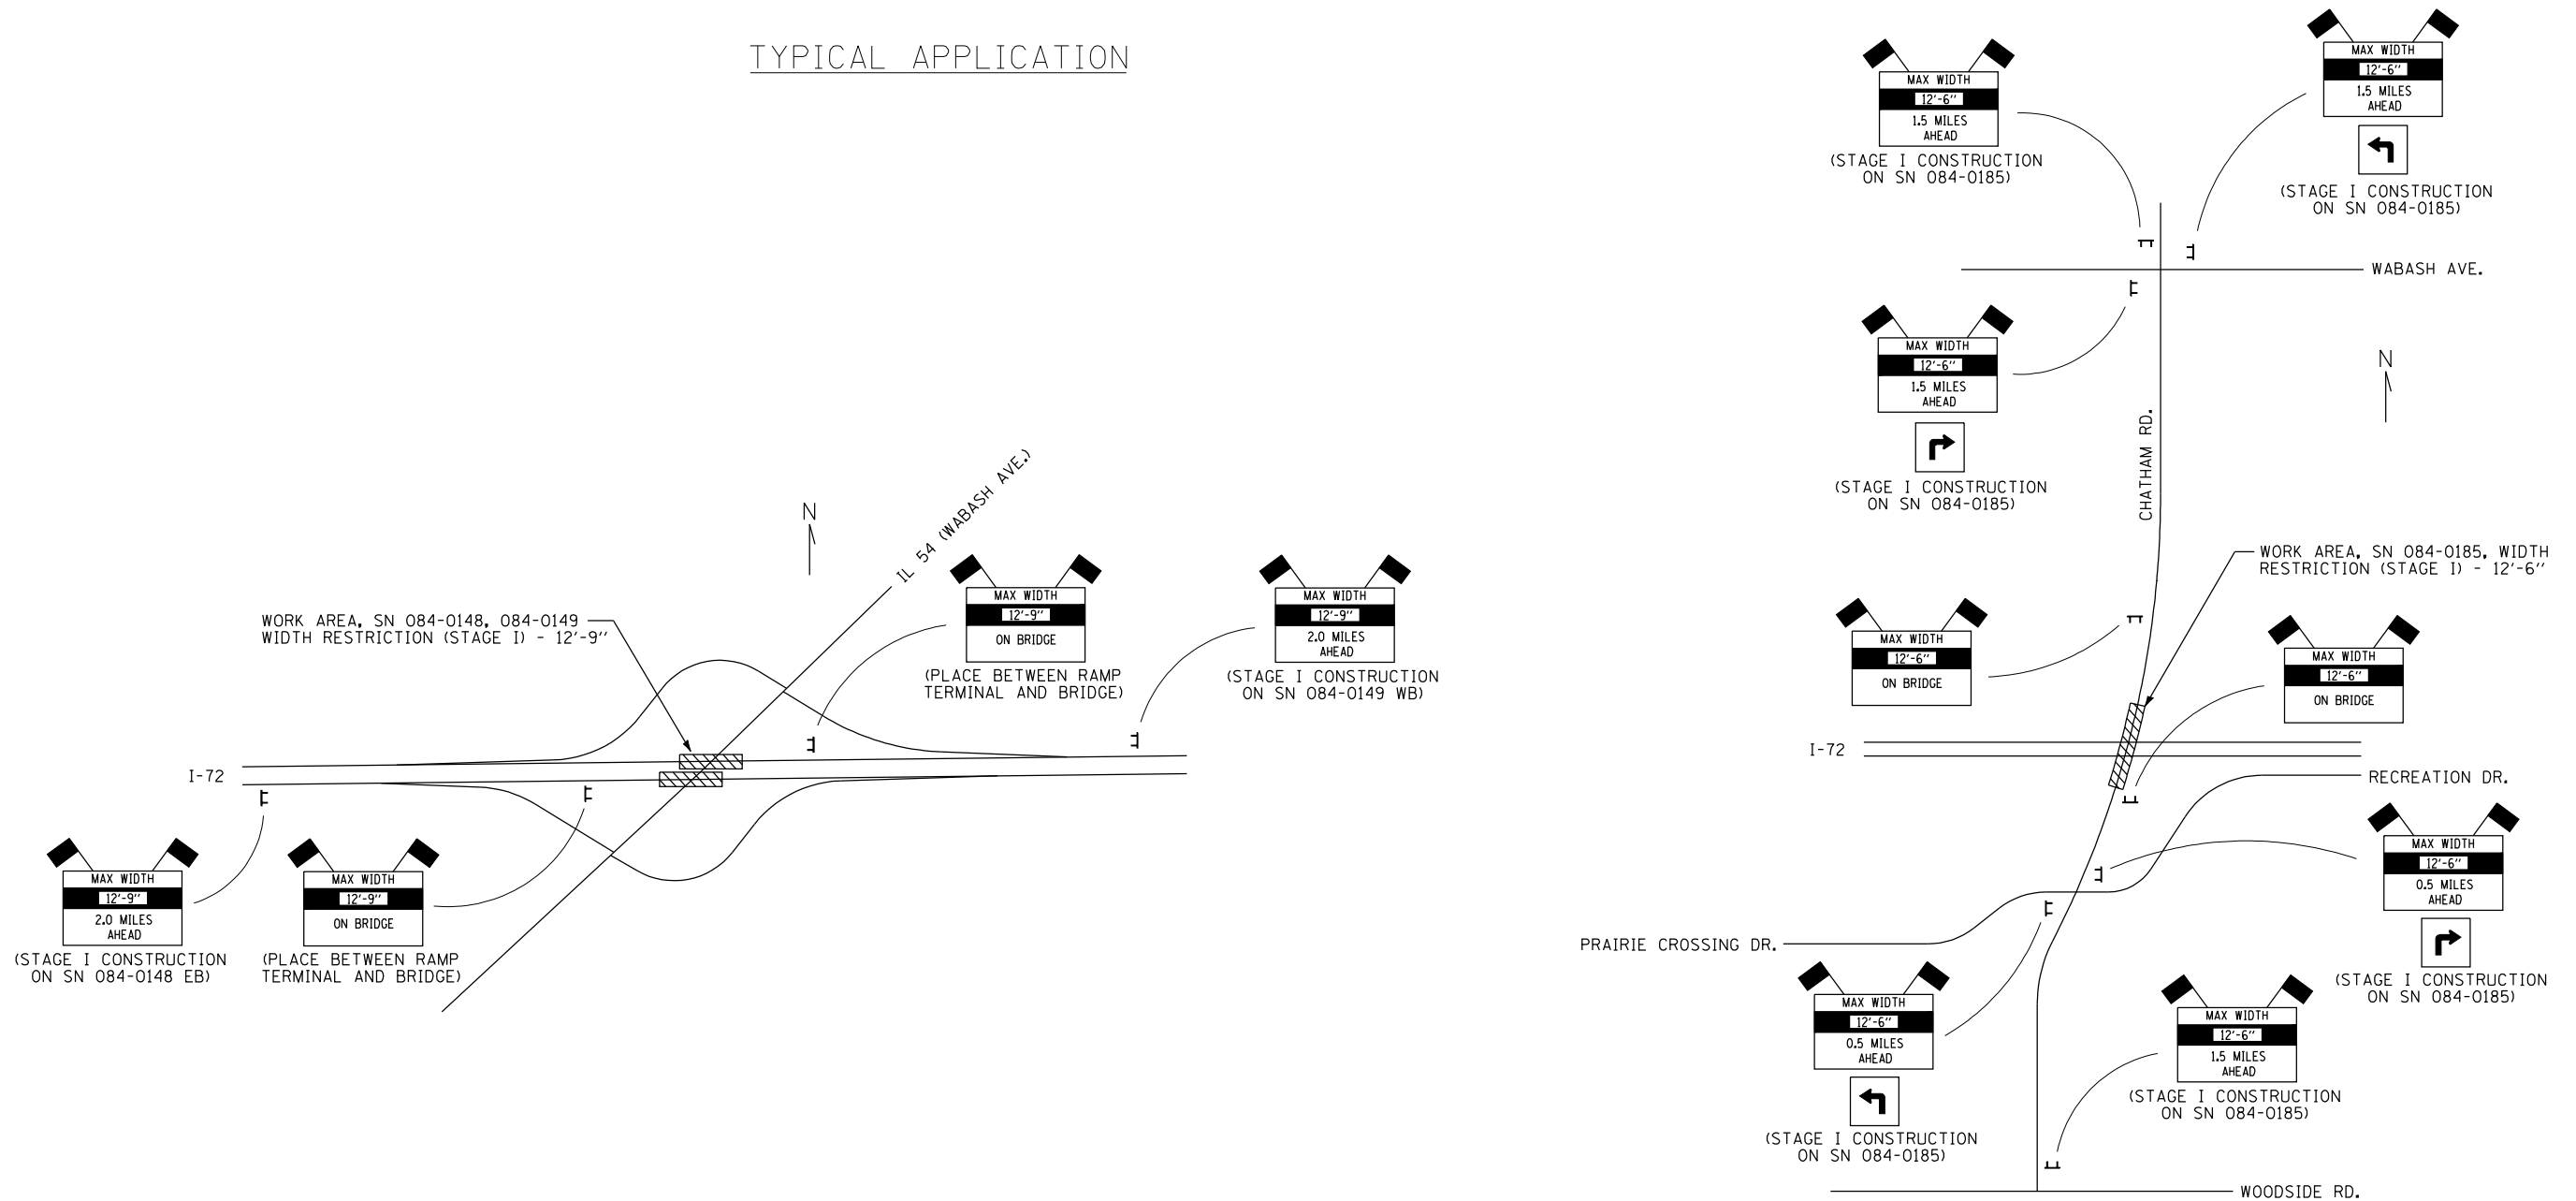 TYPICAL APPLICATION
N
IL 54 (WABASH AVE.)
WORK AREA, SN 084-0148, 084-0149
WIDTH RESTRICTION (STAGE I) - 12'-9"
MAX WIDTH
12'-9"
ON BRIDGE
(PLACE BETWEEN RAMP
TERMINAL AND BRIDGE)
MAX WIDTH
12'-9"
2.0 MILES
AHEAD
(STAGE I CONSTRUCTION
ON SN 084-0149 WB)
I-72
MAX WIDTH
12'-9"
2.0 MILES
AHEAD
(STAGE I CONSTRUCTION
ON SN 084-0148 EB)
MAX WIDTH
12'-9"
ON BRIDGE
(PLACE BETWEEN RAMP
TERMINAL AND BRIDGE)
MAX WIDTH
12'-6"
1.5 MILES
AHEAD
(STAGE I CONSTRUCTION
ON SN 084-0185)
MAX WIDTH
12'-6"
1.5 MILES
AHEAD
(STAGE I CONSTRUCTION
ON SN 084-0185)
WABASH AVE.
MAX WIDTH
12'-6"
1.5 MILES
AHEAD
(STAGE I CONSTRUCTION
ON SN 084-0185)
N
CHATHAM RD.
WORK AREA, SN 084-0185, WIDTH
RESTRICTION (STAGE I) - 12'-6"
MAX WIDTH
12'-6"
ON BRIDGE
MAX WIDTH
12'-6"
ON BRIDGE
I-72
RECREATION DR.
MAX WIDTH
12'-6"
0.5 MILES
AHEAD
(STAGE I CONSTRUCTION
ON SN 084-0185)
PRAIRIE CROSSING DR.
MAX WIDTH
12'-6"
0.5 MILES
AHEAD
(STAGE I CONSTRUCTION
ON SN 084-0185)
MAX WIDTH
12'-6"
1.5 MILES
AHEAD
(STAGE I CONSTRUCTION
ON SN 084-0185)
WOODSIDE RD.